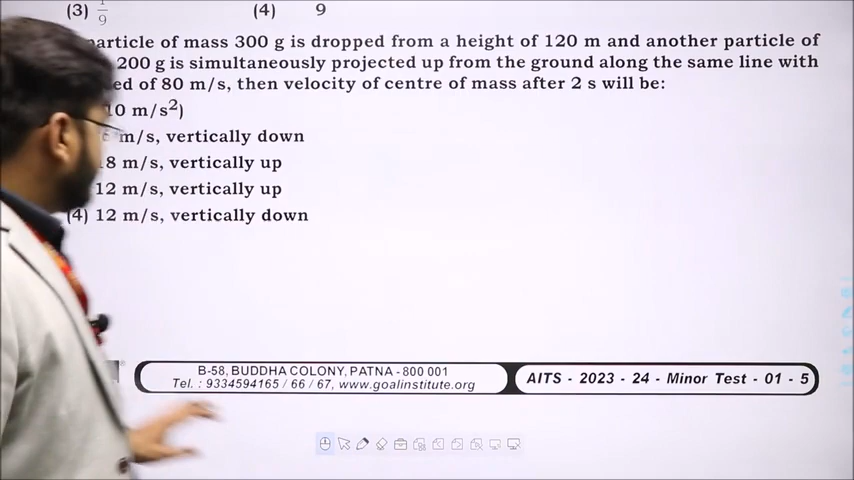 (3) 1/9 (4) 9
particle of mass 300 g is dropped from a height of 120 m and another particle of
200 g is simultaneously projected up from the ground along the same line with
ed of 80 m/s, then velocity of centre of mass after 2 s will be:
10 m/s²)
m/s, vertically down
8 m/s, vertically up
12 m/s, vertically up
(4) 12 m/s, vertically down
B-58, BUDDHA COLONY, PATNA - 800 001
Tel. : 9334594165 / 66 / 67, www.goalinstitute.org
AITS - 2023 - 24 - Minor Test - 01 - 5